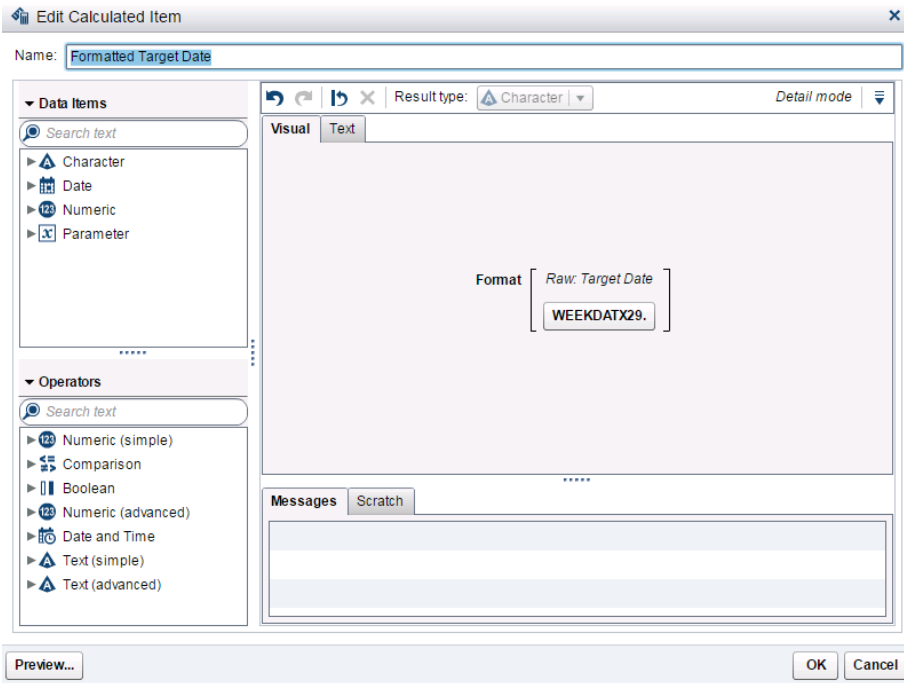 Edit Calculated Item
Name: Formatted Target Date
Data Items
Search text
Character
Date
Numeric
Parameter
Operators
Search text
Numeric (simple)
Comparison
Boolean
Numeric (advanced)
Date and Time
Text (simple)
Text (advanced)
Result type: Character Detail mode
Visual Text
Format Raw: Target Date
WEEKDATX29.
Messages Scratch
Preview... OK Cancel